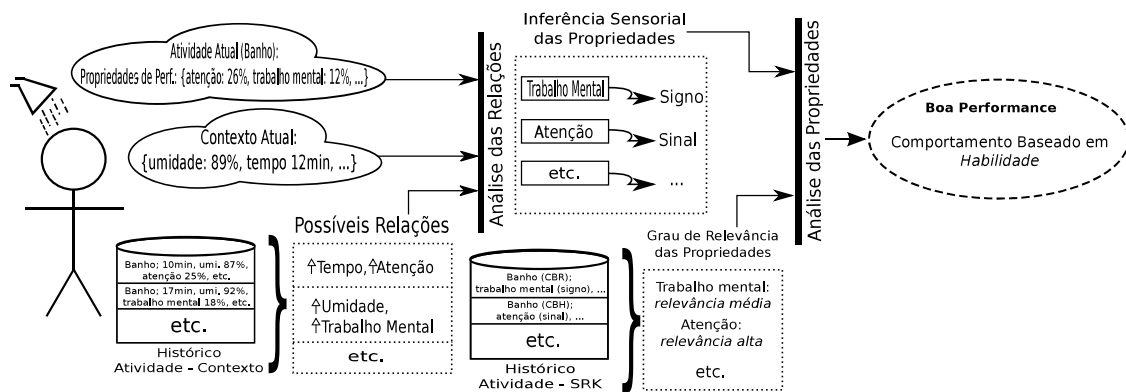 Atividade Atual (Banho):
Propriedades de Perf.: {atenção: 26%, trabalho mental: 12%, ...}
Contexto Atual:
{umidade: 89%, tempo 12min, ...}
Possíveis Relações
Banho; 10min, umi. 87%,
atenção 25%, etc.
Banho; 17min, umi. 92%,
trabalho mental 18%, etc.
etc.
Histórico
Atividade - Contexto
⇧Tempo,⇧Atenção
⇧Umidade,
⇧Trabalho Mental
etc.
Análise das Relações
Inferência Sensorial
das Propriedades
Trabalho Mental
Signo
Atenção
Sinal
etc.
...
Banho (CBR);
trabalho mental (signo), ...
Banho (CBH);
atenção (sinal), ...
etc.
Histórico
Atividade - SRK
Grau de Relevância
das Propriedades
Trabalho mental:
relevância média
Atenção:
relevância alta
etc.
Análise das Propriedades
Boa Performance
Comportamento Baseado em
Habilidade